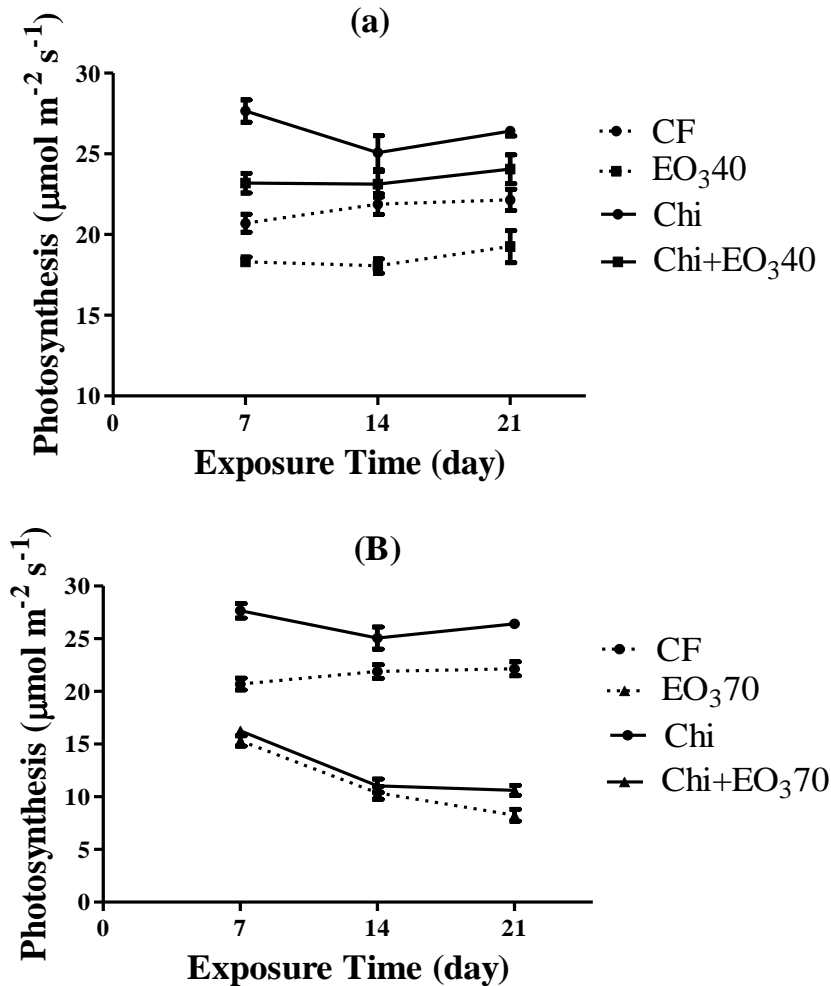 (a)
Photosynthesis (μmol m⁻² s⁻¹)
30
25
20
15
10
0
7
14
21
Exposure Time (day)
CF
EO₃40
Chi
Chi+EO₃40
(B)
Photosynthesis (μmol m⁻² s⁻¹)
30
25
20
15
10
5
0
0
7
14
21
Exposure Time (day)
CF
EO₃70
Chi
Chi+EO₃70